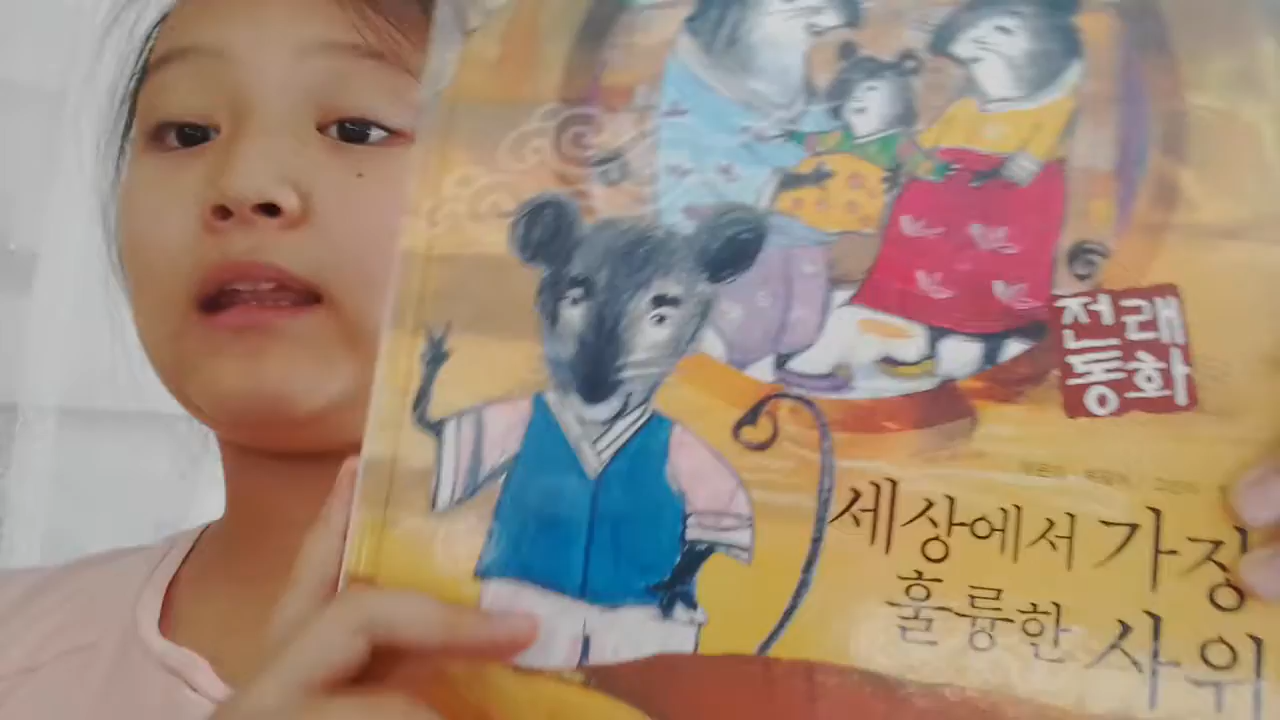 전래
동화
세상에서 가장
훌륭한 사위